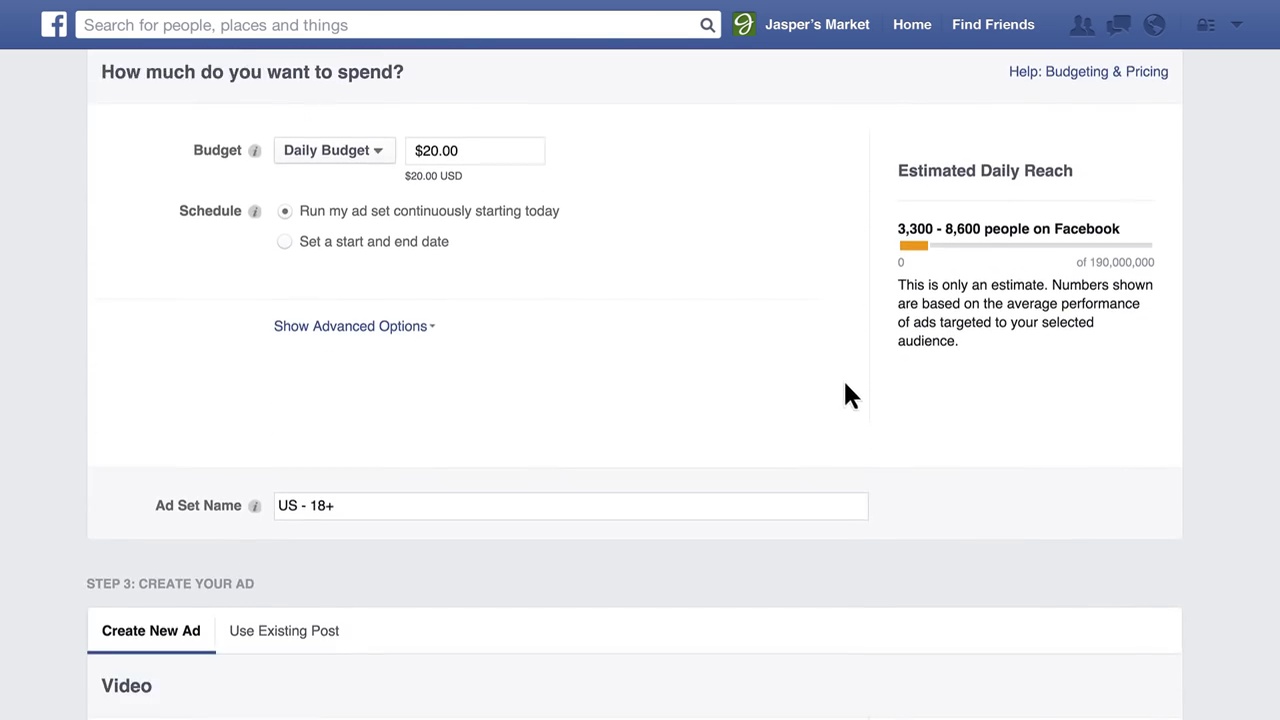 f Search for people, places and things Jasper's Market Home Find Friends
How much do you want to spend? Help: Budgeting & Pricing
Budget i Daily Budget $20.00
$20.00 USD
Schedule i Run my ad set continuously starting today
Set a start and end date
Show Advanced Options
Estimated Daily Reach
3,300 - 8,600 people on Facebook
0 of 190,000,000
This is only an estimate. Numbers shown
are based on the average performance
of ads targeted to your selected
audience.
Ad Set Name i US - 18+
STEP 3: CREATE YOUR AD
Create New Ad Use Existing Post
Video